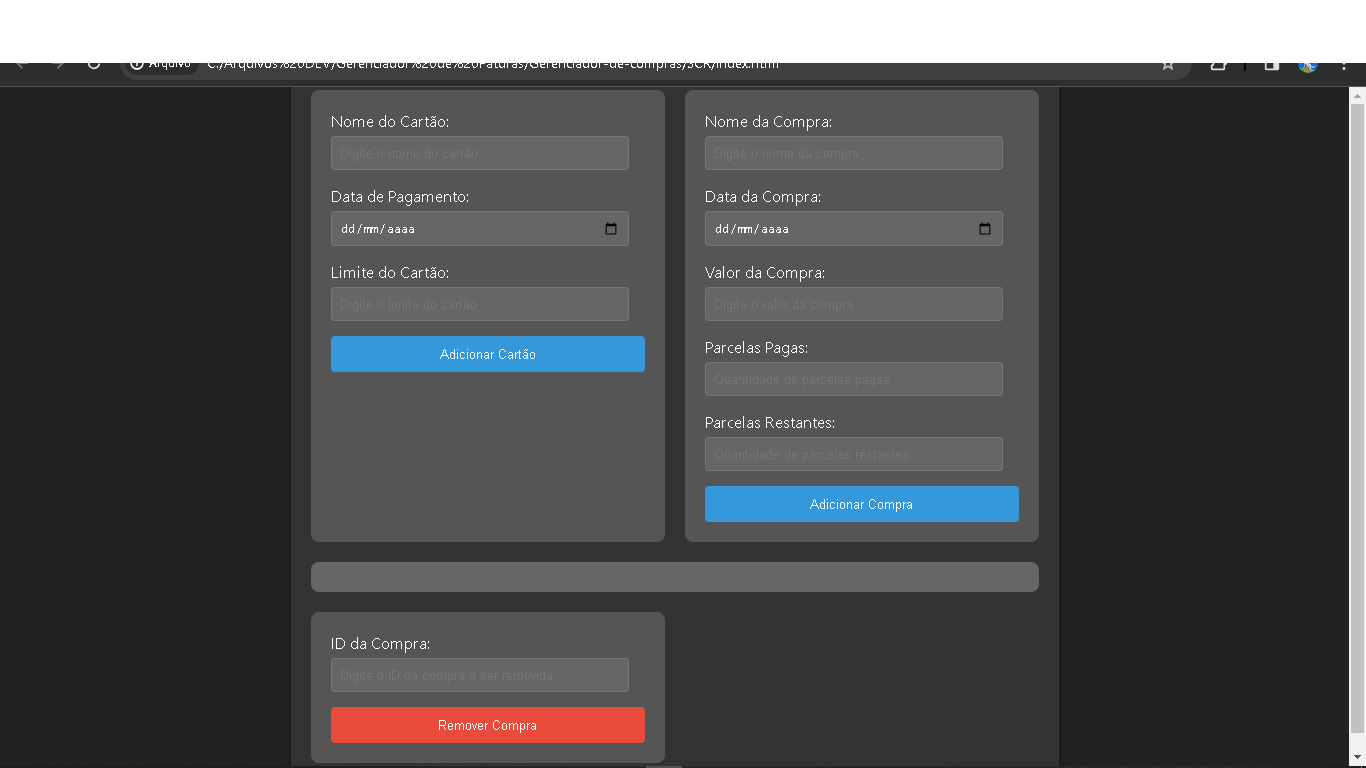 Arquivo C:/Arquivos%20DEV/Gerenciador%20de%20Faturas/Gerenciador-de-compras/SCR/index.html
Nome do Cartão:
Digite o nome do cartão
Data de Pagamento:
dd/mm/aaaa
Limite do Cartão:
Digite o limite do cartão
Adicionar Cartão
Nome da Compra:
Digite o nome da compra
Data da Compra:
dd/mm/aaaa
Valor da Compra:
Digite o valor da compra
Parcelas Pagas:
Quantidade de parcelas pagas
Parcelas Restantes:
Quantidade de parcelas restantes
Adicionar Compra
ID da Compra:
Digite o ID da compra a ser removida
Remover Compra